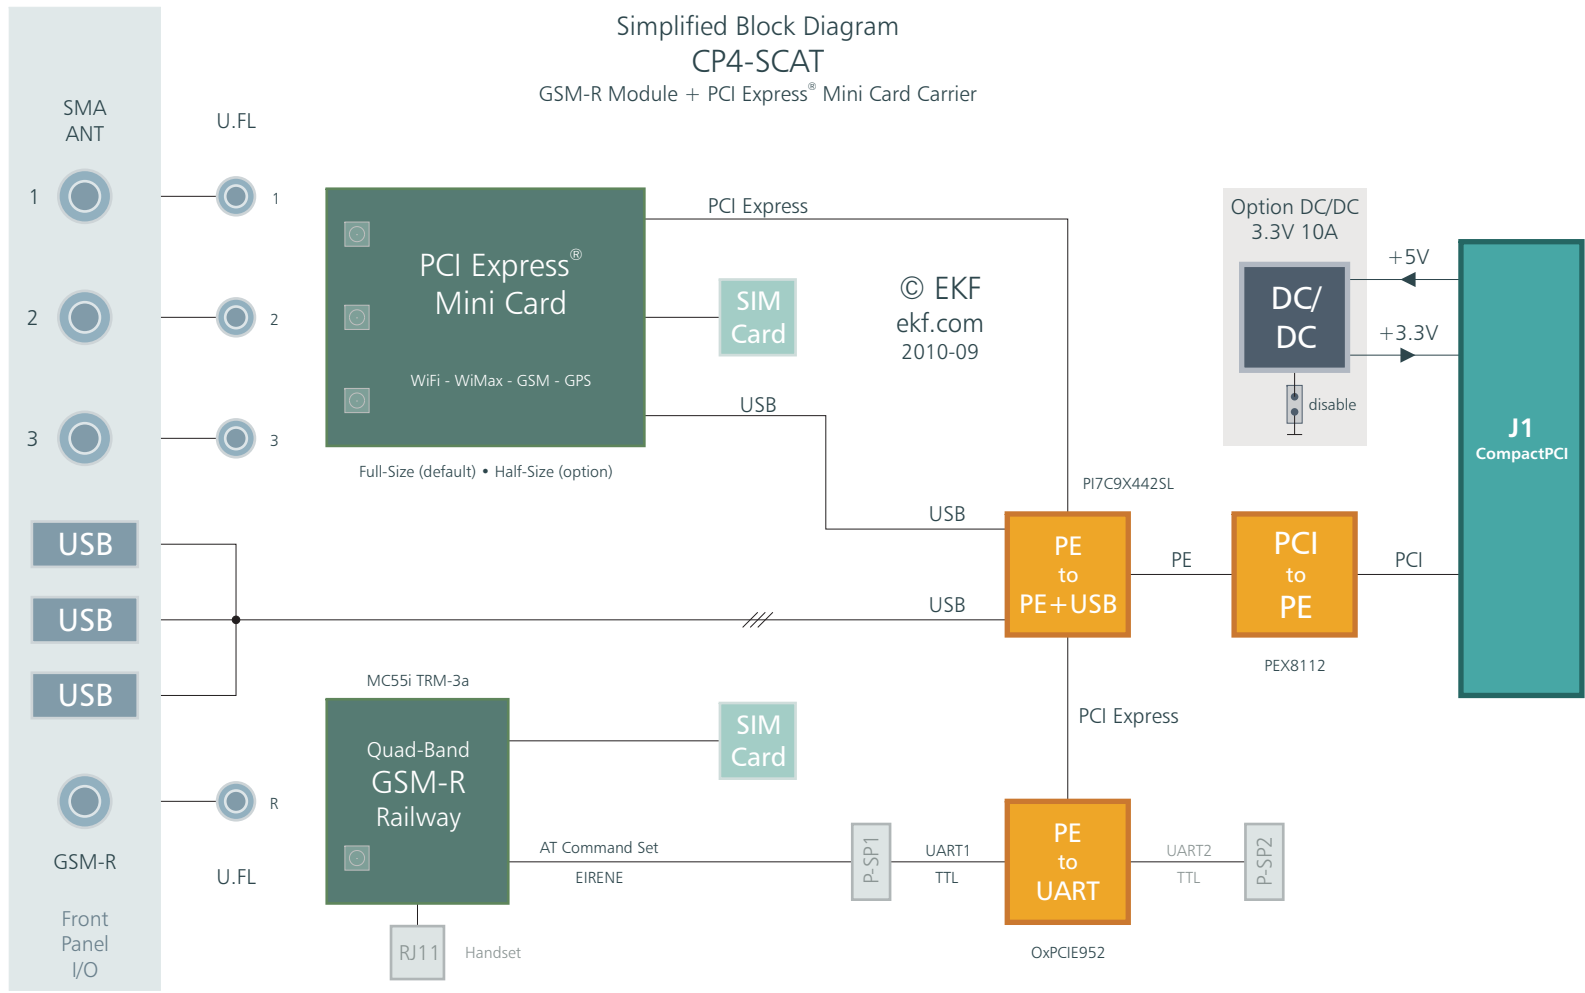 Simplified Block Diagram
CP4-SCAT
GSM-R Module + PCI Express® Mini Card Carrier
SMA
ANT
U.FL
1
1
2
2
3
3
PCI Express®
Mini Card
WiFi - WiMax - GSM - GPS
Full-Size (default) • Half-Size (option)
PCI Express
SIM
Card
USB
© EKF
ekf.com
2010-09
Option DC/DC
3.3V 10A
DC/
DC
disable
+5V
+3.3V
J1
CompactPCI
USB
USB
USB
USB
USB
PI7C9X442SL
PE
to
PE+USB
PE
PCI
to
PE
PEX8112
PCI
MC55i TRM-3a
Quad-Band
GSM-R
Railway
SIM
Card
PCI Express
R
GSM-R
U.FL
AT Command Set
EIRENE
P-SP1
UART1
TTL
PE
to
UART
OxPCIE952
UART2
TTL
P-SP2
RJ11
Handset
Front
Panel
I/O